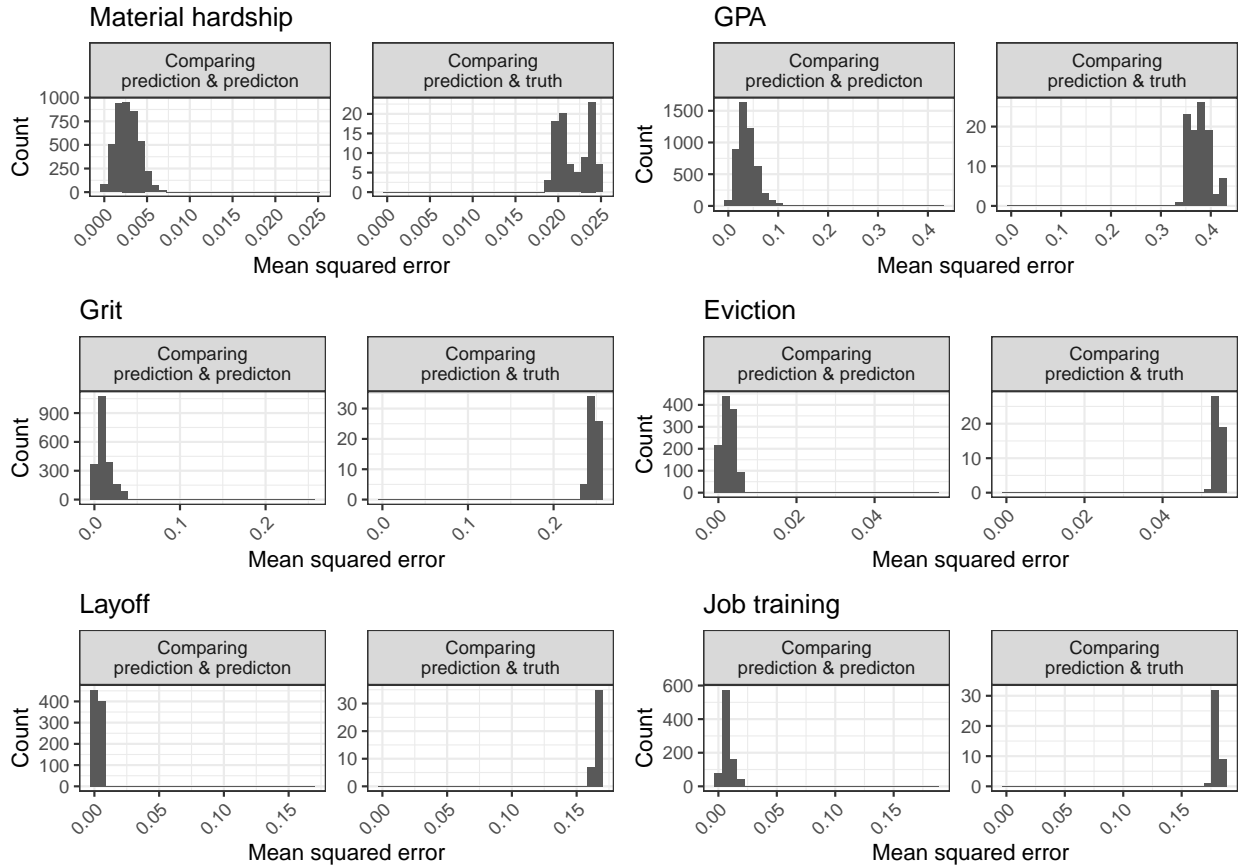 Material hardship
Comparing
prediction & predicton
Comparing
prediction & truth
Count
1000
750
500
250
0
20
15
10
5
0
0.000
0.005
0.010
0.015
0.020
0.025
0.000
0.005
0.010
0.015
0.020
0.025
Mean squared error
GPA
Comparing
prediction & predicton
Comparing
prediction & truth
Count
1500
1000
500
0
20
10
0
0.0
0.1
0.2
0.3
0.4
0.0
0.1
0.2
0.3
0.4
Mean squared error
Grit
Comparing
prediction & predicton
Comparing
prediction & truth
Count
900
600
300
0
30
20
10
0
0.0
0.1
0.2
0.0
0.1
0.2
Mean squared error
Eviction
Comparing
prediction & predicton
Comparing
prediction & truth
Count
400
300
200
100
0
20
10
0
0.00
0.02
0.04
0.00
0.02
0.04
Mean squared error
Layoff
Comparing
prediction & predicton
Comparing
prediction & truth
Count
400
300
200
100
0
30
20
10
0
0.00
0.05
0.10
0.15
0.00
0.05
0.10
0.15
Mean squared error
Job training
Comparing
prediction & predicton
Comparing
prediction & truth
Count
600
400
200
0
30
20
10
0
0.00
0.05
0.10
0.15
0.00
0.05
0.10
0.15
Mean squared error